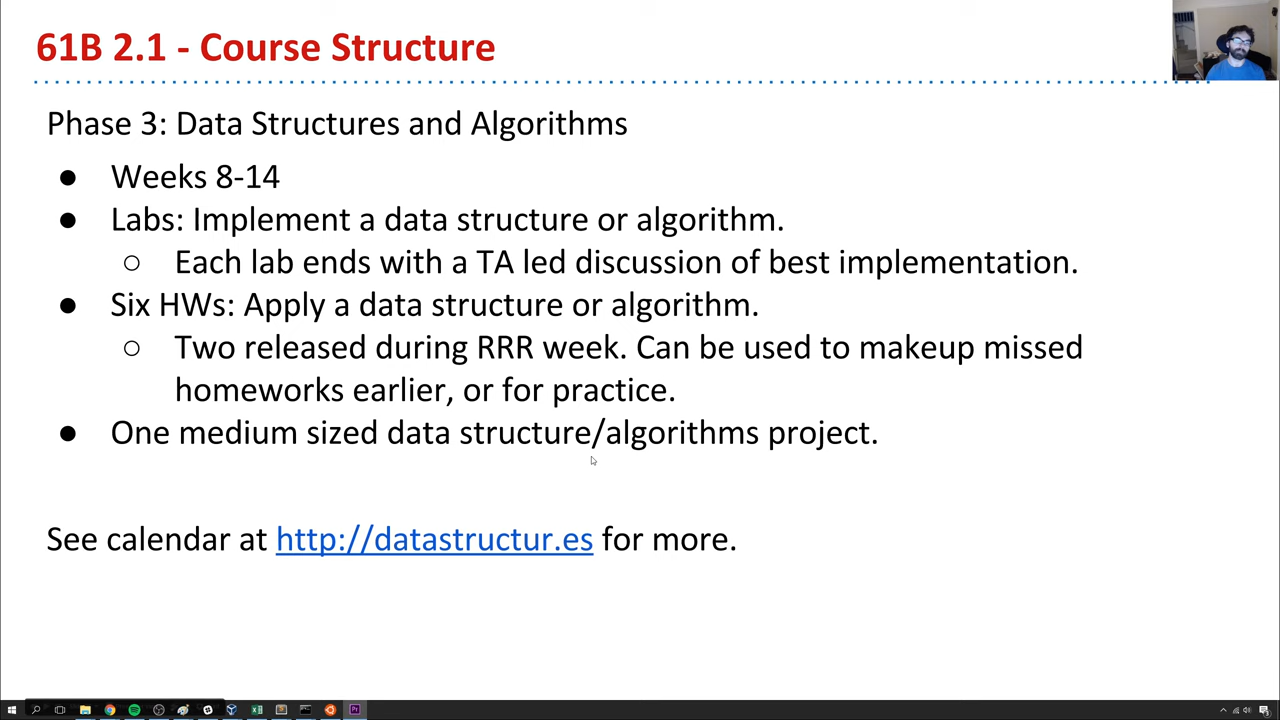 61B 2.1 - Course Structure
Phase 3: Data Structures and Algorithms
● Weeks 8-14
● Labs: Implement a data structure or algorithm.
○ Each lab ends with a TA led discussion of best implementation.
● Six HWs: Apply a data structure or algorithm.
○ Two released during RRR week. Can be used to makeup missed
homeworks earlier, or for practice.
● One medium sized data structure/algorithms project.
See calendar at http://datastructur.es for more.